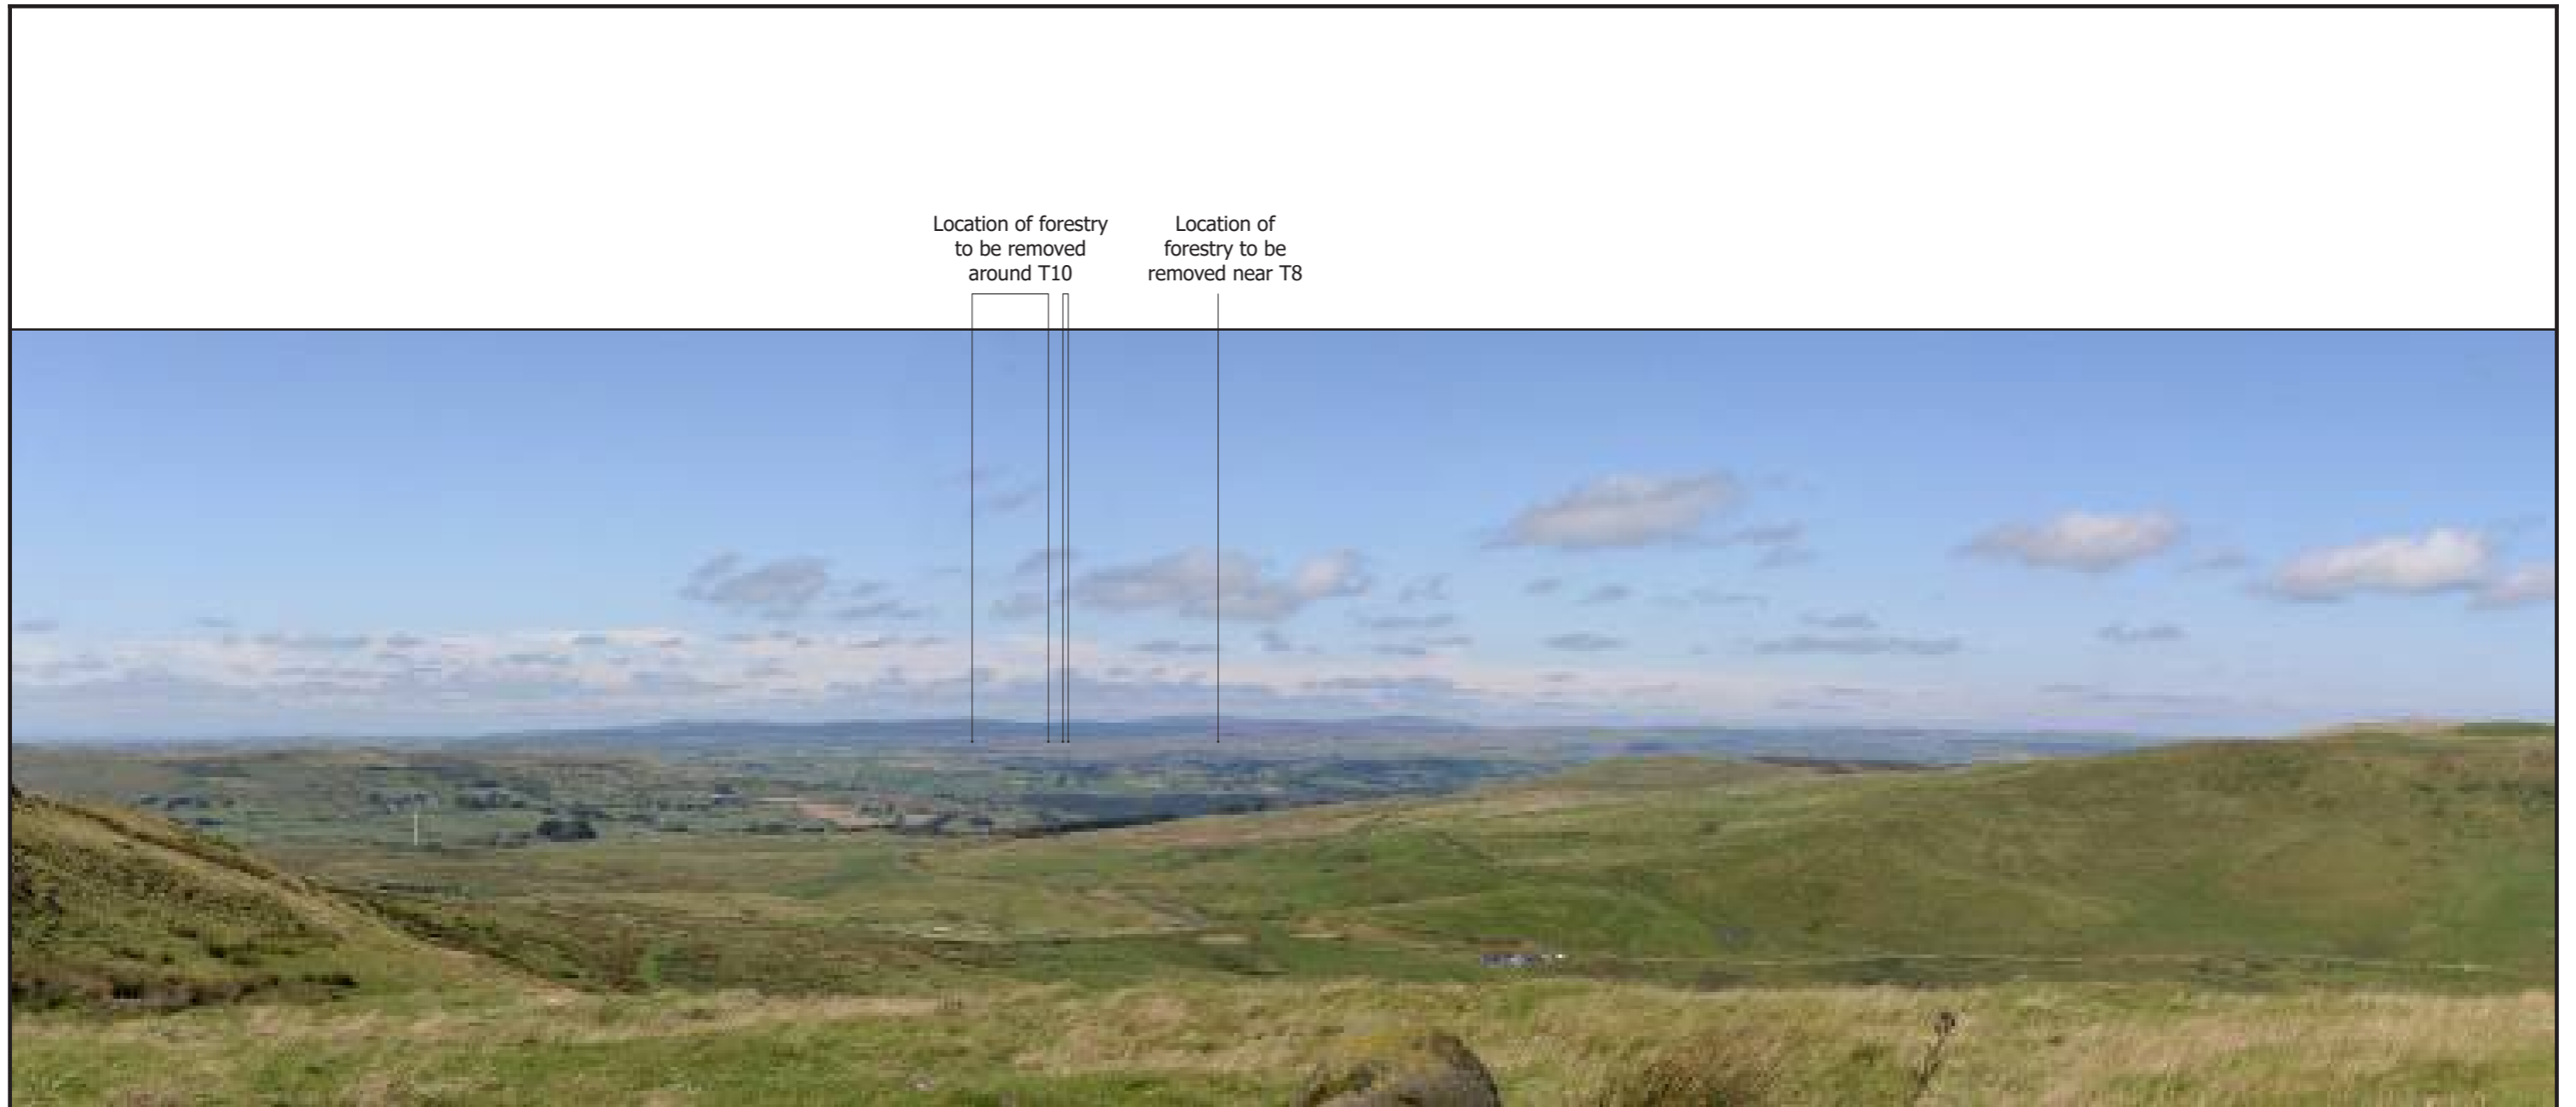 Location of forestry
to be removed
around T10
Location of
forestry to be
removed near T8